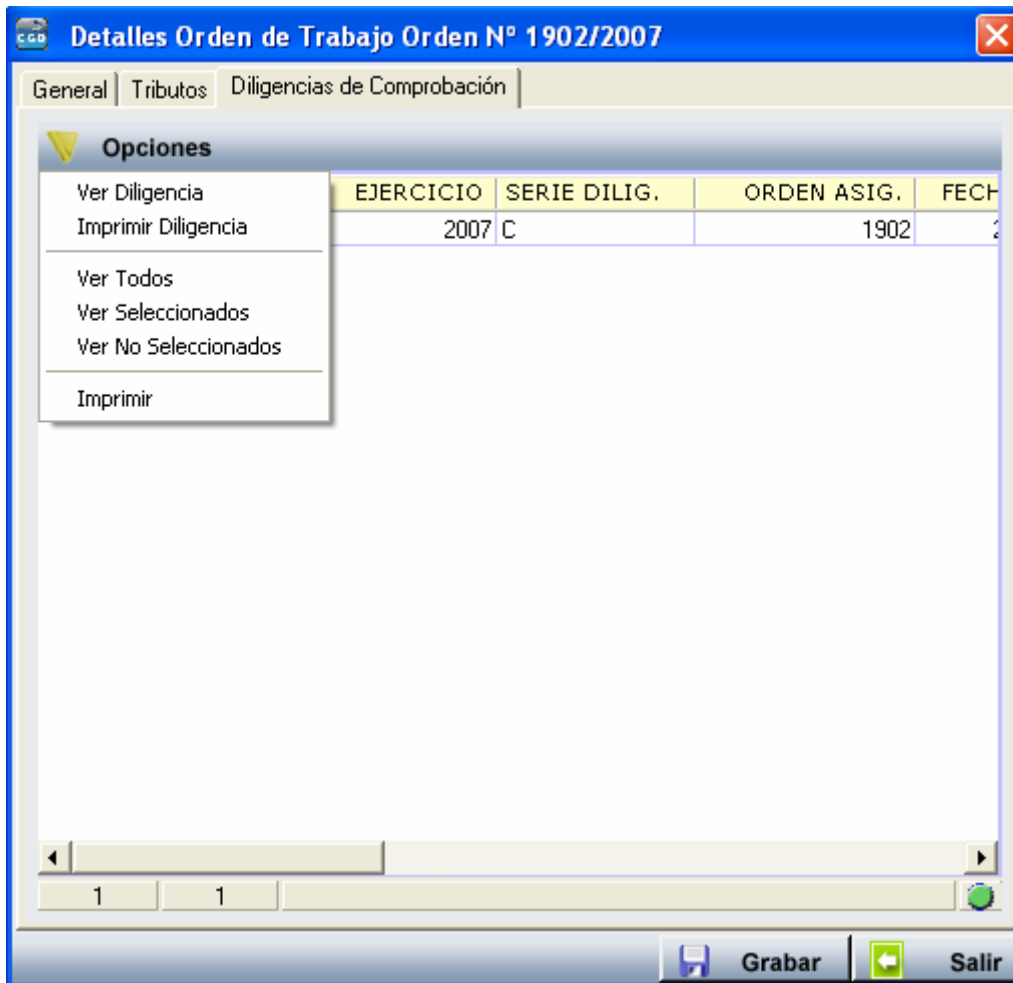 CGD Detalles Orden de Trabajo Orden Nº 1902/2007
General Tributos Diligencias de Comprobación
Opciones
Ver Diligencia
Imprimir Diligencia
Ver Todos
Ver Seleccionados
Ver No Seleccionados
Imprimir
EJERCICIO SERIE DILIG. ORDEN ASIG. FECH
2007 C 1902
1 1
Grabar Salir